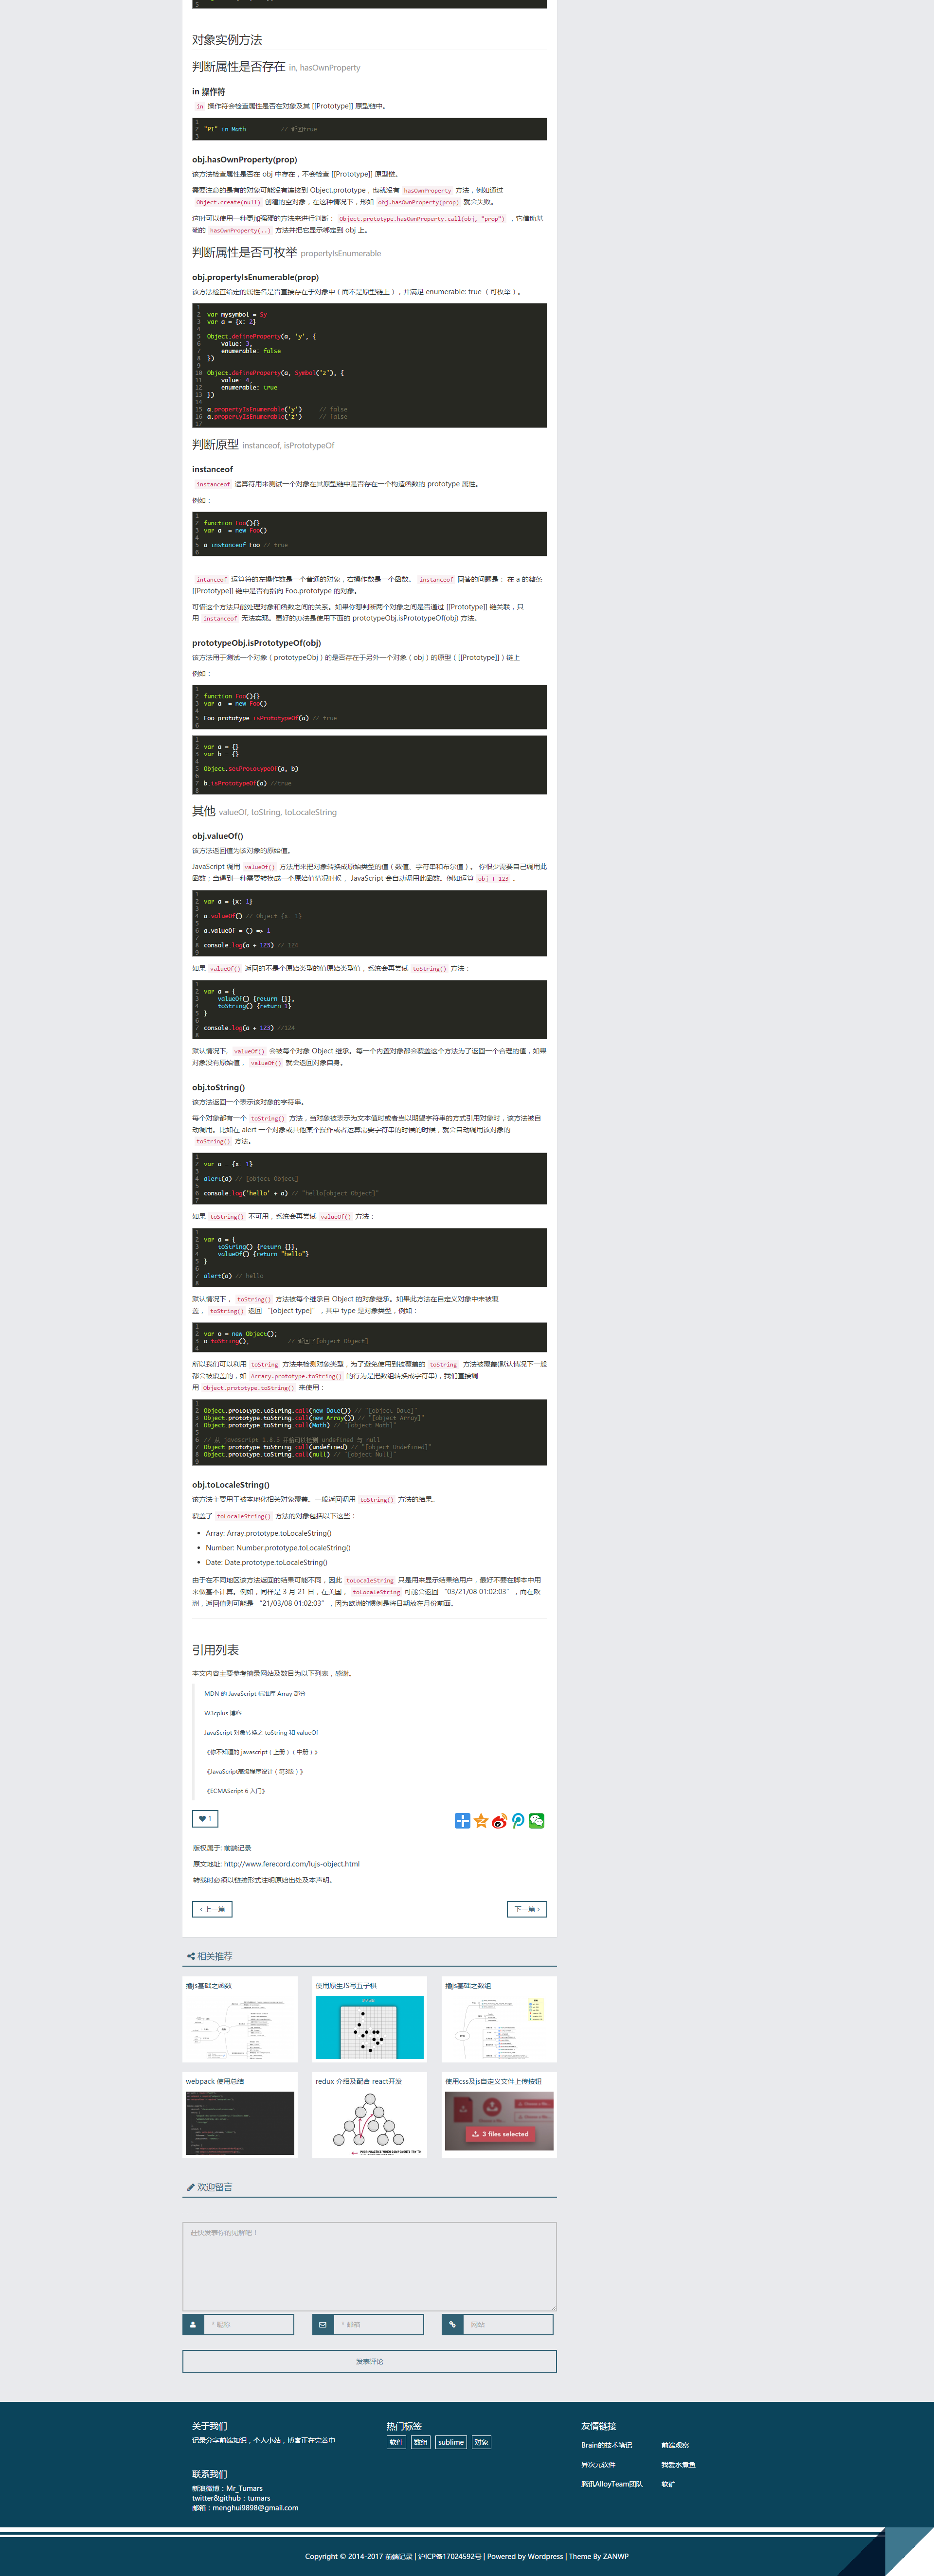 5
对象实例方法
判断属性是否存在 in, hasOwnProperty
in 操作符
in 操作符会检查属性是否在对象及其 [[Prototype]] 原型链中。
1
2 "PI" in Math // 返回true
3
obj.hasOwnProperty(prop)
该方法检查属性是否在 obj 中存在，不会检查 [[Prototype]] 原型链。
需要注意的是有的对象可能没有连接到 Object.prototype，也就没有 hasOwnProperty 方法，例如通过
Object.create(null) 创建的空对象，在这种情况下，形如 obj.hasOwnProperty(prop) 就会失败。
这时可以使用一种更加强硬的方法来进行判断： Object.prototype.hasOwnProperty.call(obj, "prop") ，它借助基
础的 hasOwnProperty(..) 方法并把它显示绑定到 obj 上。
判断属性是否可枚举 propertyIsEnumerable
obj.propertyIsEnumerable(prop)
该方法检查给定的属性名是否直接存在于对象中（而不是原型链上），并满足 enumerable: true （可枚举）。
1
2 var mysymbol = Sy
3 var a = {x: 2}
4
5 Object.defineProperty(a, 'y', {
6 value: 3,
7 enumerable: false
8 })
9
10 Object.defineProperty(a, Symbol('z'), {
11 value: 4,
12 enumerable: true
13 })
14
15 a.propertyIsEnumerable('y') // false
16 a.propertyIsEnumerable('z') // false
17
判断原型 instanceof, isPrototypeOf
instanceof
instanceof 运算符用来测试一个对象在其原型链中是否存在一个构造函数的 prototype 属性。
例如：
1
2 function Foo(){}
3 var a = new Foo()
4
5 a instanceof Foo // true
6
intanceof 运算符的左操作数是一个普通的对象，右操作数是一个函数。 instanceof 回答的问题是： 在 a 的整条
[[Prototype]] 链中是否有指向 Foo.prototype 的对象。
可惜这个方法只能处理对象和函数之间的关系。如果你想判断两个对象之间是否通过 [[Prototype]] 链关联，只
用 instanceof 无法实现。更好的办法是使用下面的 prototypeObj.isPrototypeOf(obj) 方法。
prototypeObj.isPrototypeOf(obj)
该方法用于测试一个对象（prototypeObj）的是否存在于另外一个对象（obj）的原型（[[Prototype]]）链上
例如：
1
2 function Foo(){}
3 var a = new Foo()
4
5 Foo.prototype.isPrototypeOf(a) // true
6
1
2 var a = {}
3 var b = {}
4
5 Object.setPrototypeOf(a, b)
6
7 b.isPrototypeOf(a) //true
8
其他 valueOf, toString, toLocaleString
obj.valueOf()
该方法返回值为该对象的原始值。
JavaScript 调用 valueOf() 方法用来把对象转换成原始类型的值（数值、字符串和布尔值）。 你很少需要自己调用此
函数；当遇到一种需要转换成一个原始值情况时候， JavaScript 会自动调用此函数。例如运算 obj + 123 。
1
2 var a = {x: 1}
3
4 a.valueOf() // Object {x: 1}
5
6 a.valueOf = () => 1
7
8 console.log(a + 123) // 124
9
如果 valueOf() 返回的不是个原始类型的值原始类型值，系统会再尝试 toString() 方法：
1
2 var a = {
3 valueOf() {return {}},
4 toString() {return 1}
5 }
6
7 console.log(a + 123) //124
8
默认情况下, valueOf() 会被每个对象 Object 继承。每一个内置对象都会覆盖这个方法为了返回一个合理的值，如果
对象没有原始值， valueOf() 就会返回对象自身。
obj.toString()
该方法返回一个表示该对象的字符串。
每个对象都有一个 toString() 方法，当对象被表示为文本值时或者当以期望字符串的方式引用对象时，该方法被自
动调用。比如在 alert 一个对象或其他某个操作或者运算需要字符串的时候的时候，就会自动调用该对象的
toString() 方法。
1
2 var a = {x: 1}
3
4 alert(a) // [object Object]
5
6 console.log('hello' + a) // "hello[object Object]"
7
如果 toString() 不可用，系统会再尝试 valueOf() 方法：
1
2 var a = {
3 toString() {return {}},
4 valueOf() {return "hello"}
5 }
6
7 alert(a) // hello
8
默认情况下， toString() 方法被每个继承自 Object 的对象继承。如果此方法在自定义对象中未被覆
盖， toString() 返回 “[object type]” ，其中 type 是对象类型，例如：
1
2 var o = new Object();
3 o.toString(); // 返回了[object Object]
4
所以我们可以利用 toString 方法来检测对象类型，为了避免使用到被覆盖的 toString 方法被覆盖(默认情况下一般
都会被覆盖的，如 Arrary.prototype.toString() 的行为是把数组转换成字符串)，我们直接调
用 Object.prototype.toString() 来使用：
1
2 Object.prototype.toString.call(new Date()) // "[object Date]"
3 Object.prototype.toString.call(new Array()) // "[object Array]"
4 Object.prototype.toString.call(Math) // "[object Math]"
5
6 // 从 javascript 1.8.5 开始可以检测 undefined 与 null
7 Object.prototype.toString.call(undefined) // "[object Undefined]"
8 Object.prototype.toString.call(null) // "[object Null]"
9
obj.toLocaleString()
该方法主要用于被本地化相关对象覆盖。一般返回调用 toString() 方法的结果。
覆盖了 toLocaleString() 方法的对象包括以下这些：
• Array: Array.prototype.toLocaleString()
• Number: Number.prototype.toLocaleString()
• Date: Date.prototype.toLocaleString()
由于在不同地区该方法返回的结果可能不同，因此 toLocaleString 只是用来显示结果给用户，最好不要在脚本中用
来做基本计算。例如，同样是 3 月 21 日，在美国， toLocaleString 可能会返回 “03/21/08 01:02:03” ，而在欧
洲，返回值则可能是 “21/03/08 01:02:03” ，因为欧洲的惯例是将日期放在月份前面。
引用列表
本文内容主要参考摘录网站及数目为以下列表，感谢。
MDN 的 JavaScript 标准库 Array 部分
W3cplus 博客
JavaScript 对象转换之 toString 和 valueOf
《你不知道的 javascript（上册）（中册）》
《JavaScript高级程序设计（第3版）》
《ECMAScript 6 入门》
1
版权属于: 前端记录
原文地址: http://www.ferecord.com/lujs-object.html
转载时必须以链接形式注明原始出处及本声明。
‹ 上一篇
下一篇 ›
相关推荐
撸js基础之函数
使用原生JS写五子棋
撸js基础之数组
webpack 使用总结
redux 介绍及配合 react开发
使用css及js自定义文件上传按钮
3 files selected
欢迎留言
赶快发表你的见解吧！
* 昵称
* 邮箱
网站
发表评论
关于我们
记录分享前端知识，个人小站，博客正在完善中
热门标签
软件 数组 sublime 对象
友情链接
Brain的技术笔记 前端观察
异次元软件 我爱水煮鱼
腾讯AlloyTeam团队 软矿
联系我们
新浪微博：Mr_Tumars
twitter&github：tumars
邮箱：menghui9898@gmail.com
Copyright © 2014-2017 前端记录 | 沪ICP备17024592号 | Powered by Wordpress | Theme By ZANWP